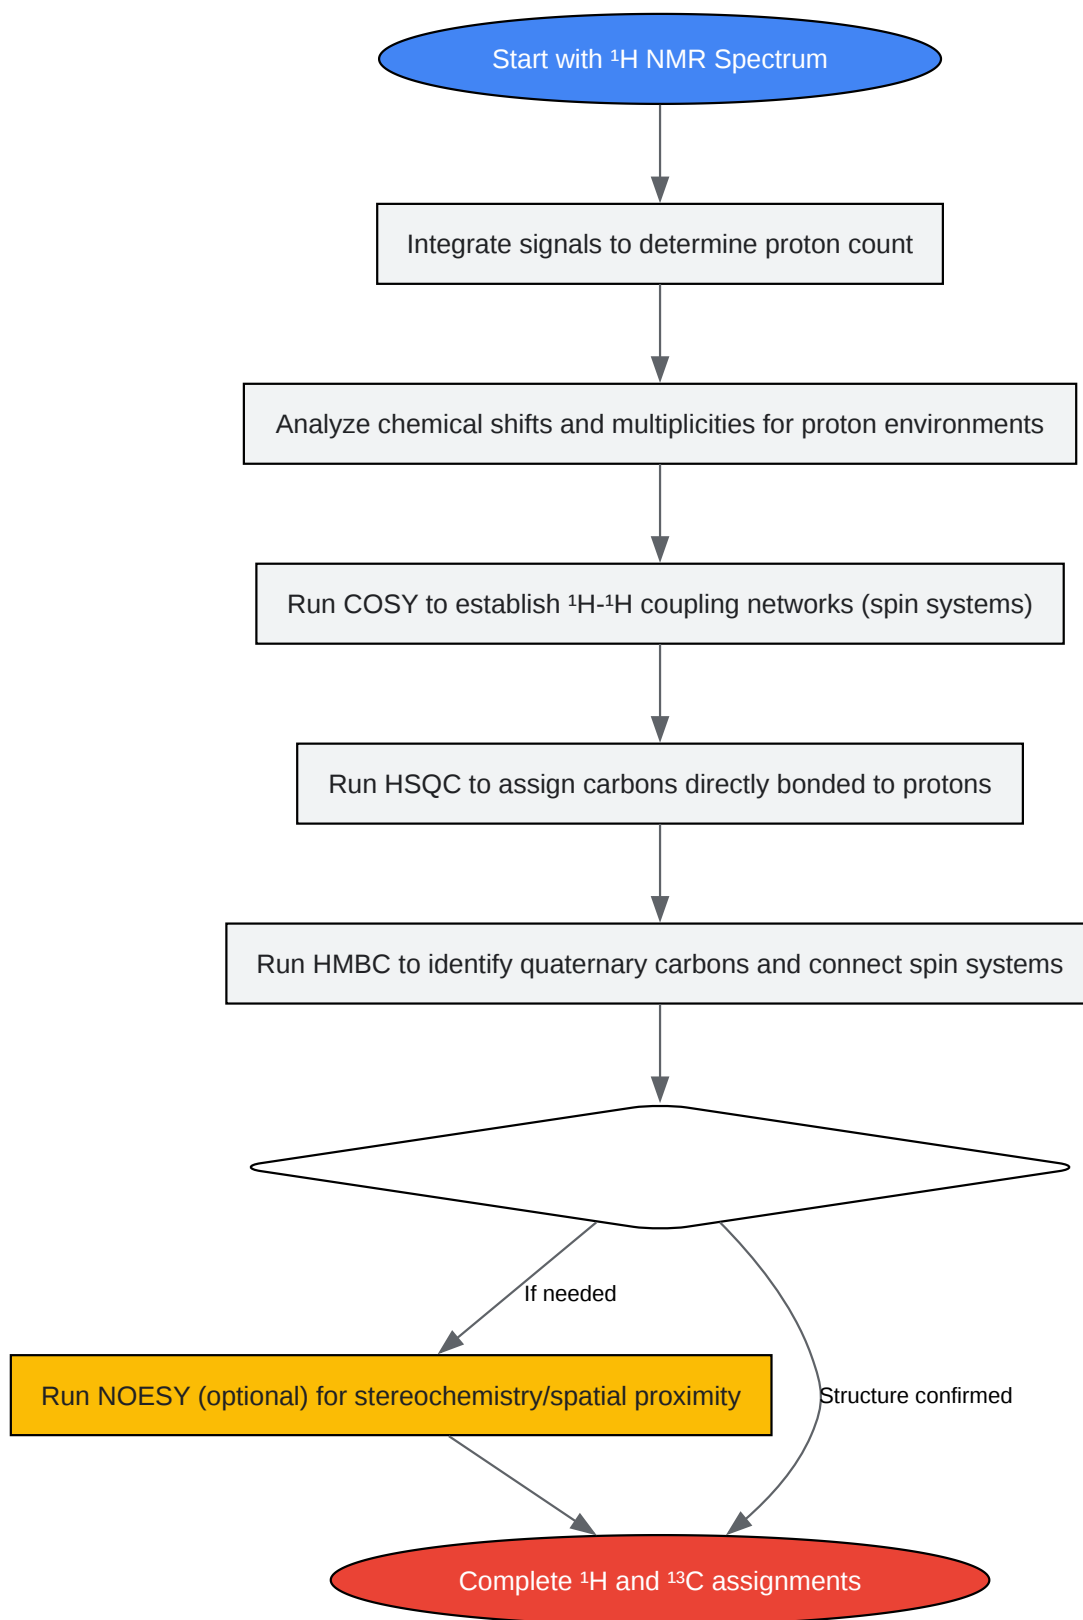 Start with ¹H NMR Spectrum
Integrate signals to determine proton count
Analyze chemical shifts and multiplicities for proton environments
Run COSY to establish ¹H-¹H coupling networks (spin systems)
Run HSQC to assign carbons directly bonded to protons
Run HMBC to identify quaternary carbons and connect spin systems
If needed
Run NOESY (optional) for stereochemistry/spatial proximity
Structure confirmed
Complete ¹H and ¹³C assignments